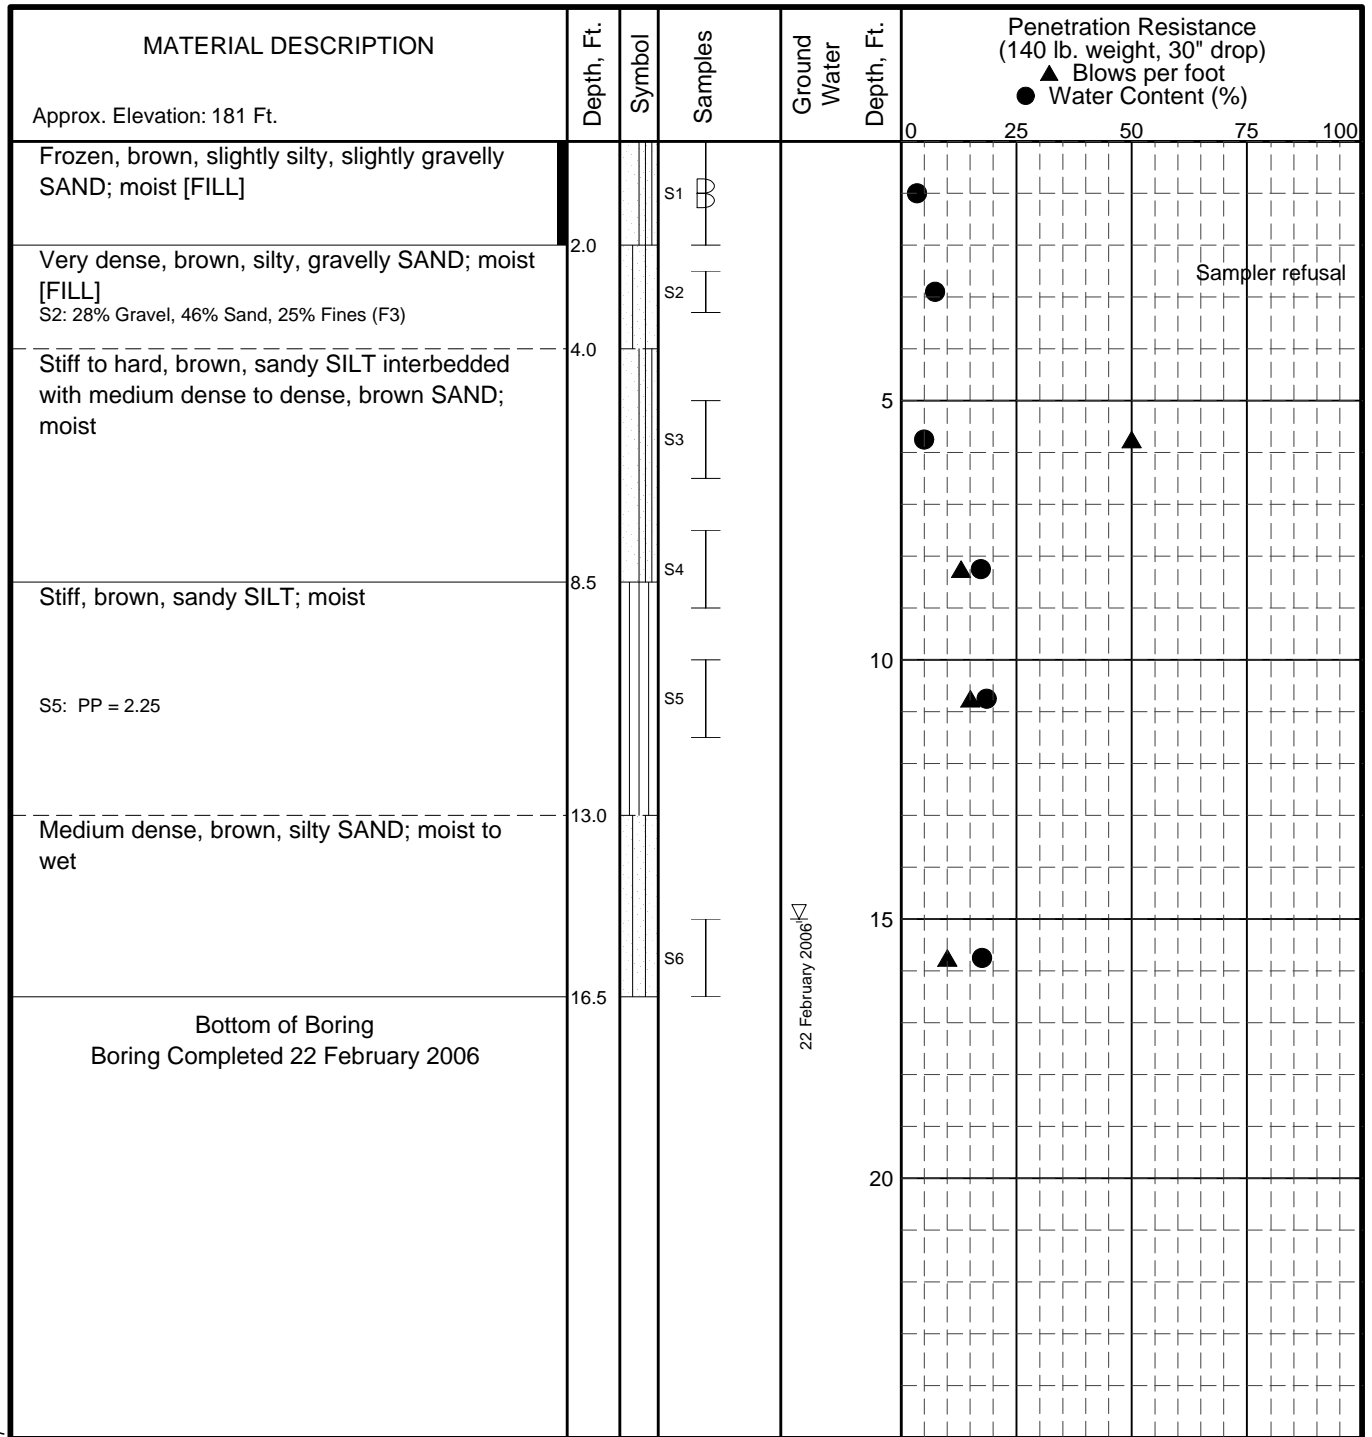 MATERIAL DESCRIPTION
Approx. Elevation: 181 Ft.
Depth, Ft.
Symbol
Samples
Ground
Water
Depth, Ft.
Penetration Resistance
(140 lb. weight, 30" drop)
▲ Blows per foot
● Water Content (%)
0 25 50 75 100
Frozen, brown, slightly silty, slightly gravelly
SAND; moist [FILL]
S1
2.0
Very dense, brown, silty, gravelly SAND; moist
[FILL]
S2: 28% Gravel, 46% Sand, 25% Fines (F3)
S2
Sampler refusal
4.0
Stiff to hard, brown, sandy SILT interbedded
with medium dense to dense, brown SAND;
moist
5
S3
S4
8.5
Stiff, brown, sandy SILT; moist
10
S5: PP = 2.25
S5
13.0
Medium dense, brown, silty SAND; moist to
wet
15
22 February 2006
S6
16.5
Bottom of Boring
Boring Completed 22 February 2006
20